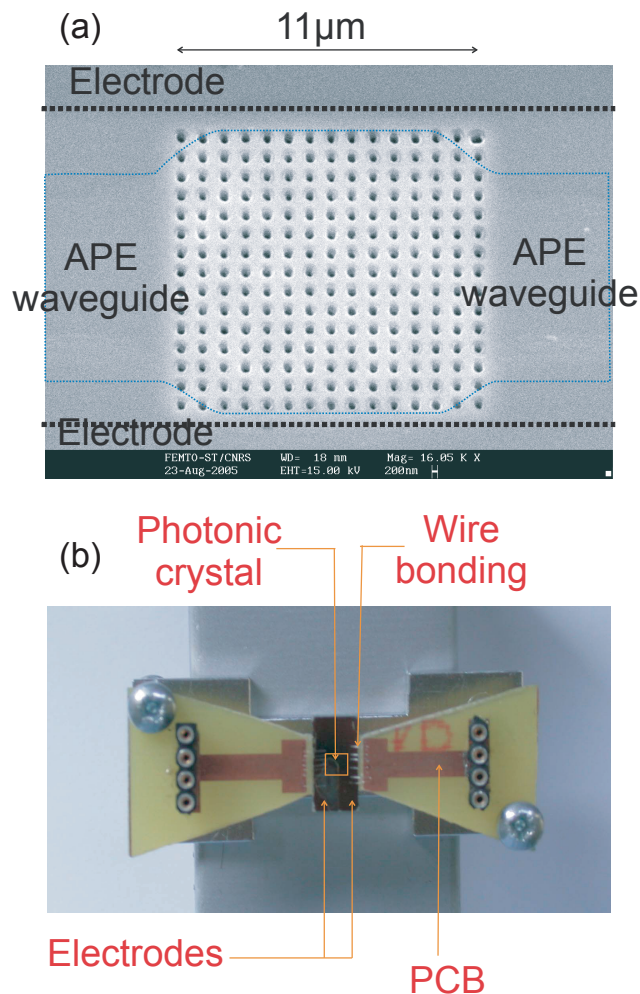 (a)
11µm
Electrode
APE
waveguide
APE
waveguide
Electrode
FEMTO-ST/CNRS WD= 18 mm Mag= 16.05 K X
23-Aug-2005 EHT=15.00 kV 200nm
(b)
Photonic
crystal
Wire
bonding
Electrodes
PCB